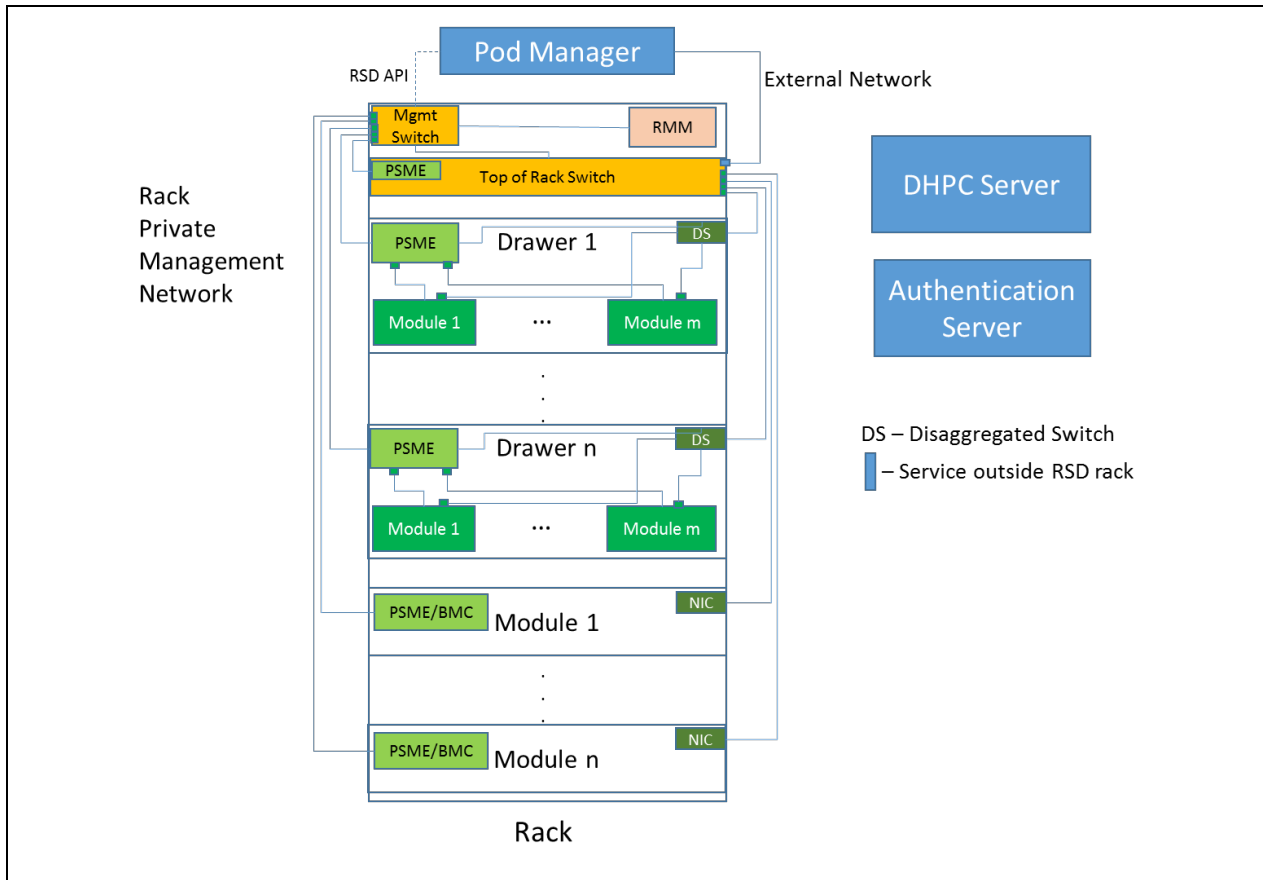 Pod Manager
RSD API
External Network
Mgmt
Switch
RMM
PSME
Top of Rack Switch
DHPC Server
Rack
Private
Management
Network
PSME
Drawer 1
DS
Authentication
Server
Module 1
...
Module m
.
.
.
PSME
Drawer n
DS
DS – Disaggregated Switch
– Service outside RSD rack
Module 1
...
Module m
PSME/BMC
Module 1
NIC
.
.
.
PSME/BMC
Module n
NIC
Rack